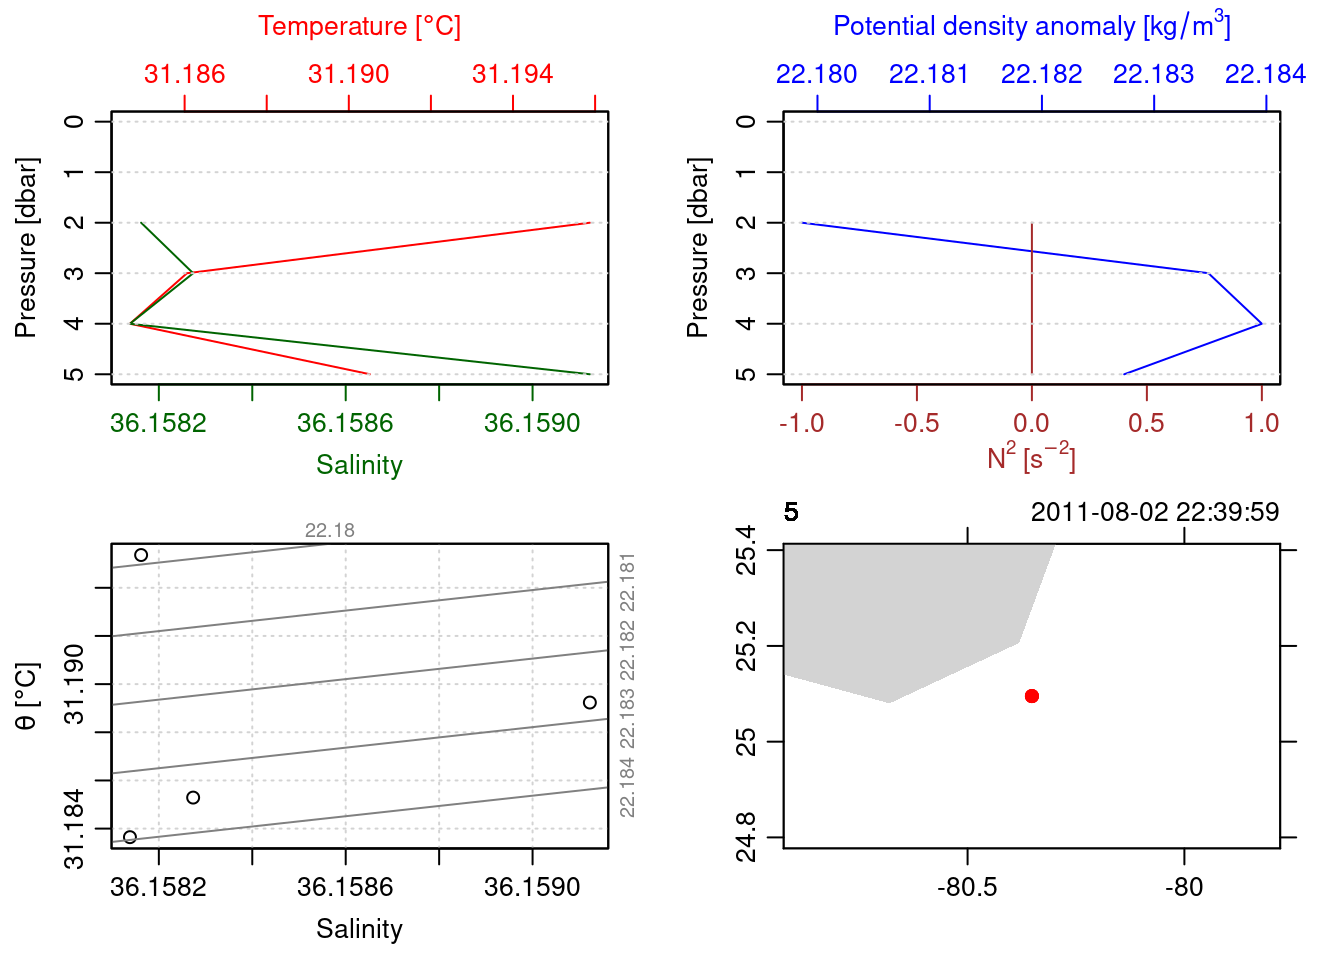 Temperature [°C]
31.186 31.190 31.194
Pressure [dbar]
0
1
2
3
4
5
36.1582 36.1586 36.1590
Salinity
Potential density anomaly [kg/m³]
22.180 22.181 22.182 22.183 22.184
Pressure [dbar]
0
1
2
3
4
5
-1.0 -0.5 0.0 0.5 1.0
N² [s⁻²]
22.18
22.181
22.182
22.183
22.184
θ [°C]
31.190
31.184
36.1582 36.1586 36.1590
Salinity
5 2011-08-02 22:39:59
25.4
25.2
25
24.8
-80.5 -80